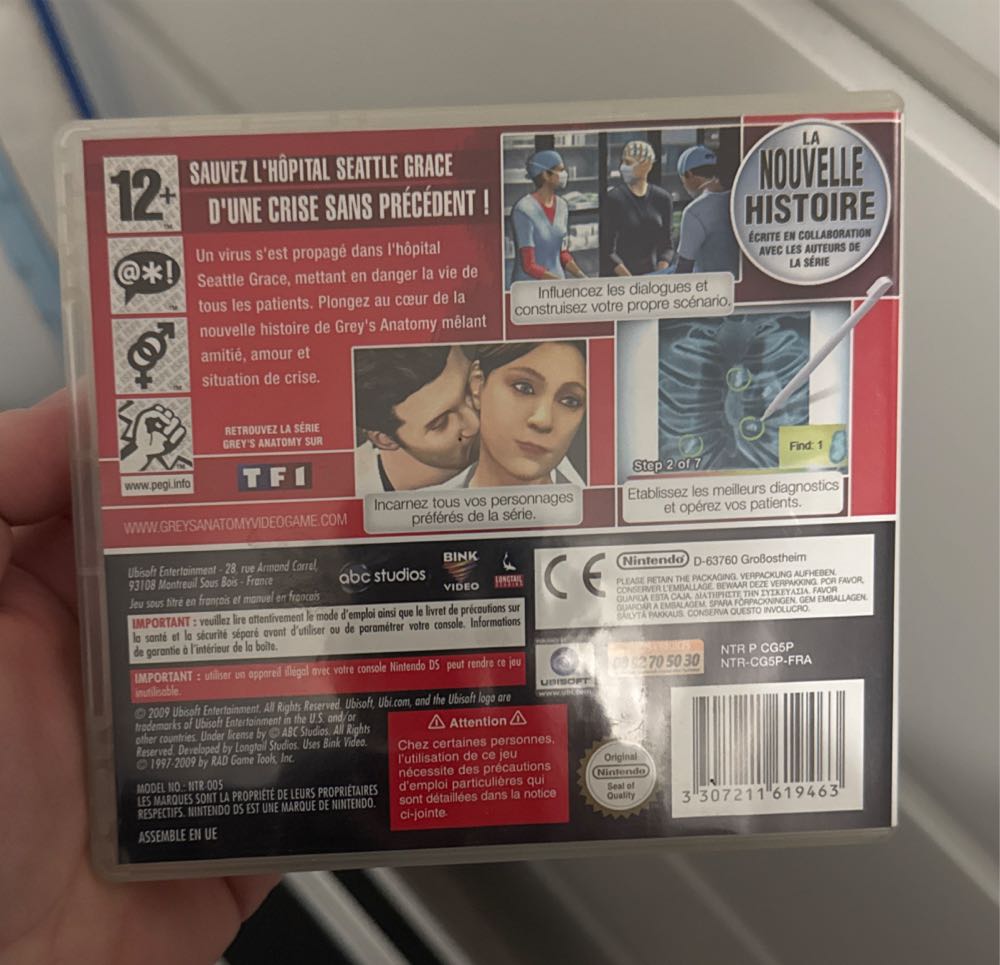 12+
@*!
www.pegi.info
SAUVEZ L'HÔPITAL SEATTLE GRACE
D'UNE CRISE SANS PRÉCÉDENT !
Un virus s'est propagé dans l'hôpital
Seattle Grace, mettant en danger la vie de
tous les patients. Plongez au cœur de la
nouvelle histoire de Grey's Anatomy mêlant
amitié, amour et
situation de crise.
RETROUVEZ LA SÉRIE
GREY'S ANATOMY SUR
TF1
WWW.GREYSANATOMYVIDEOGAME.COM
LA
NOUVELLE
HISTOIRE
ÉCRITE EN COLLABORATION
AVEC LES AUTEURS DE
LA SÉRIE
Influencez les dialogues et
construisez votre propre scénario.
Incarnez tous vos personnages
préférés de la série.
Find: 1
Step 2 of 7
Etablissez les meilleurs diagnostics
et opérez vos patients.
Ubisoft Entertainment - 28, rue Armand Carrel,
93108 Montreuil Sous Bois - France
Jeu sous titré en français et manuel en français
abc studios
BINK
VIDEO
LONGTAIL
STUDIOS
IMPORTANT : veuillez lire attentivement le mode d'emploi ainsi que le livret de précautions sur
la santé et la sécurité séparé avant d'utiliser ou de paramétrer votre console. Informations
de garantie à l'intérieur de la boîte.
IMPORTANT : utiliser un appareil illégal avec votre console Nintendo DS peut rendre ce jeu
inutilisable.
© 2009 Ubisoft Entertainment. All Rights Reserved. Ubisoft, Ubi.com, and the Ubisoft logo are
trademarks of Ubisoft Entertainment in the U.S. and/or
other countries. Under license by © ABC Studios. All Rights
Reserved. Developed by Longtail Studios. Uses Bink Video.
© 1997-2009 by RAD Game Tools, Inc.
MODEL NO.: NTR-005
LES MARQUES SONT LA PROPRIÉTÉ DE LEURS PROPRIÉTAIRES
RESPECTIFS. NINTENDO DS EST UNE MARQUE DE NINTENDO.
ASSEMBLE EN UE
Attention
Chez certaines personnes,
l'utilisation de ce jeu
nécessite des précautions
d'emploi particulières qui
sont détaillées dans la notice
ci-jointe.
CE
Nintendo D-63760 Großostheim
PLEASE RETAIN THE PACKAGING. VERPACKUNG AUFHEBEN.
CONSERVER L'EMBALLAGE. BEWAAR DEZE VERPAKKING. POR FAVOR,
GUARDA ESTA CAJA. ΔΙΑΤΗΡΗΣΤΕ ΤΗΝ ΣΥΣΚΕΥΑΣΙΑ. FAVOR
GUARDAR A EMBALAGEM. SPARA FÖRPACKNINGEN. GEM EMBALLAGEN.
SÄILYTÄ PAKKAUS. CONSERVA QUESTO INVOLUCRO.
UBISOFT
70 50 30
NTR P CG5P
NTR-CG5P-FRA
Original
Nintendo
Seal of
Quality
3 307211 619463